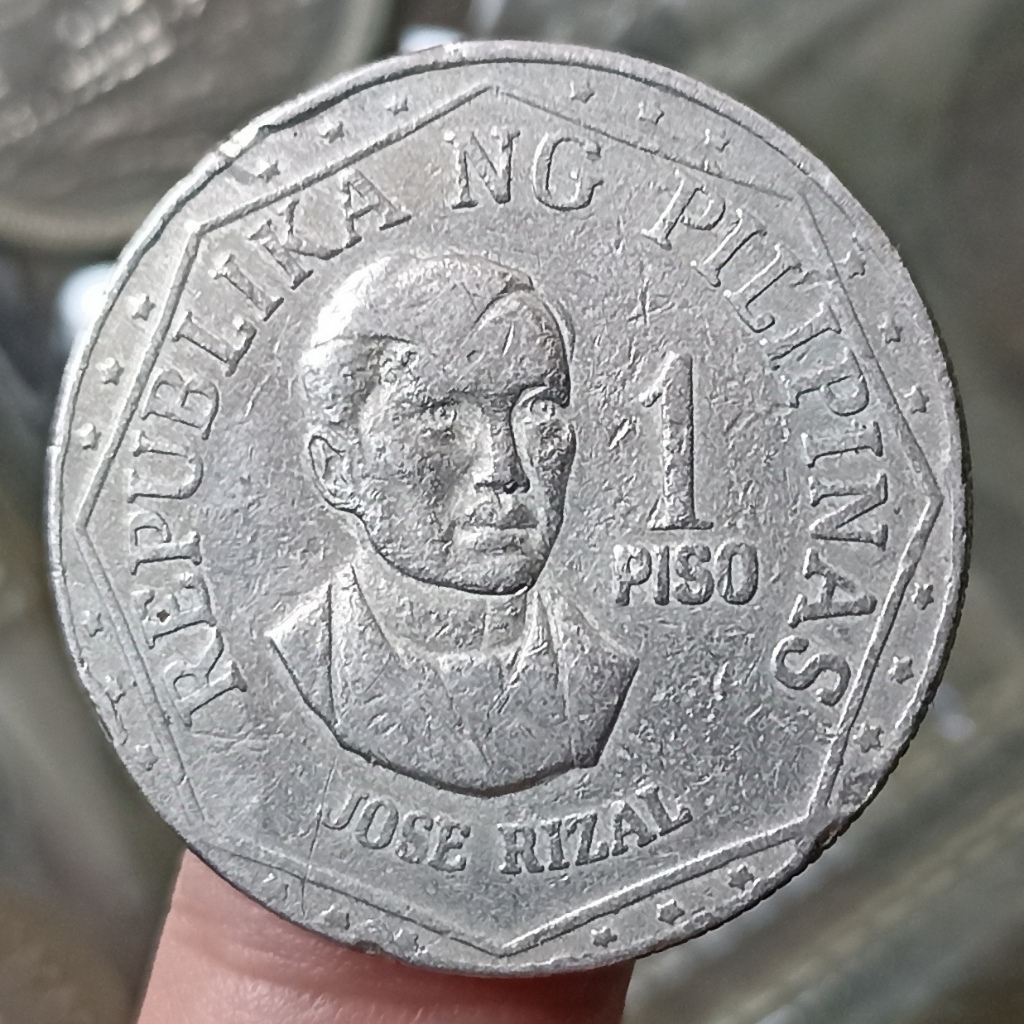 REPUBLIKA NG PILIPINAS
1
PISO
JOSE RIZAL